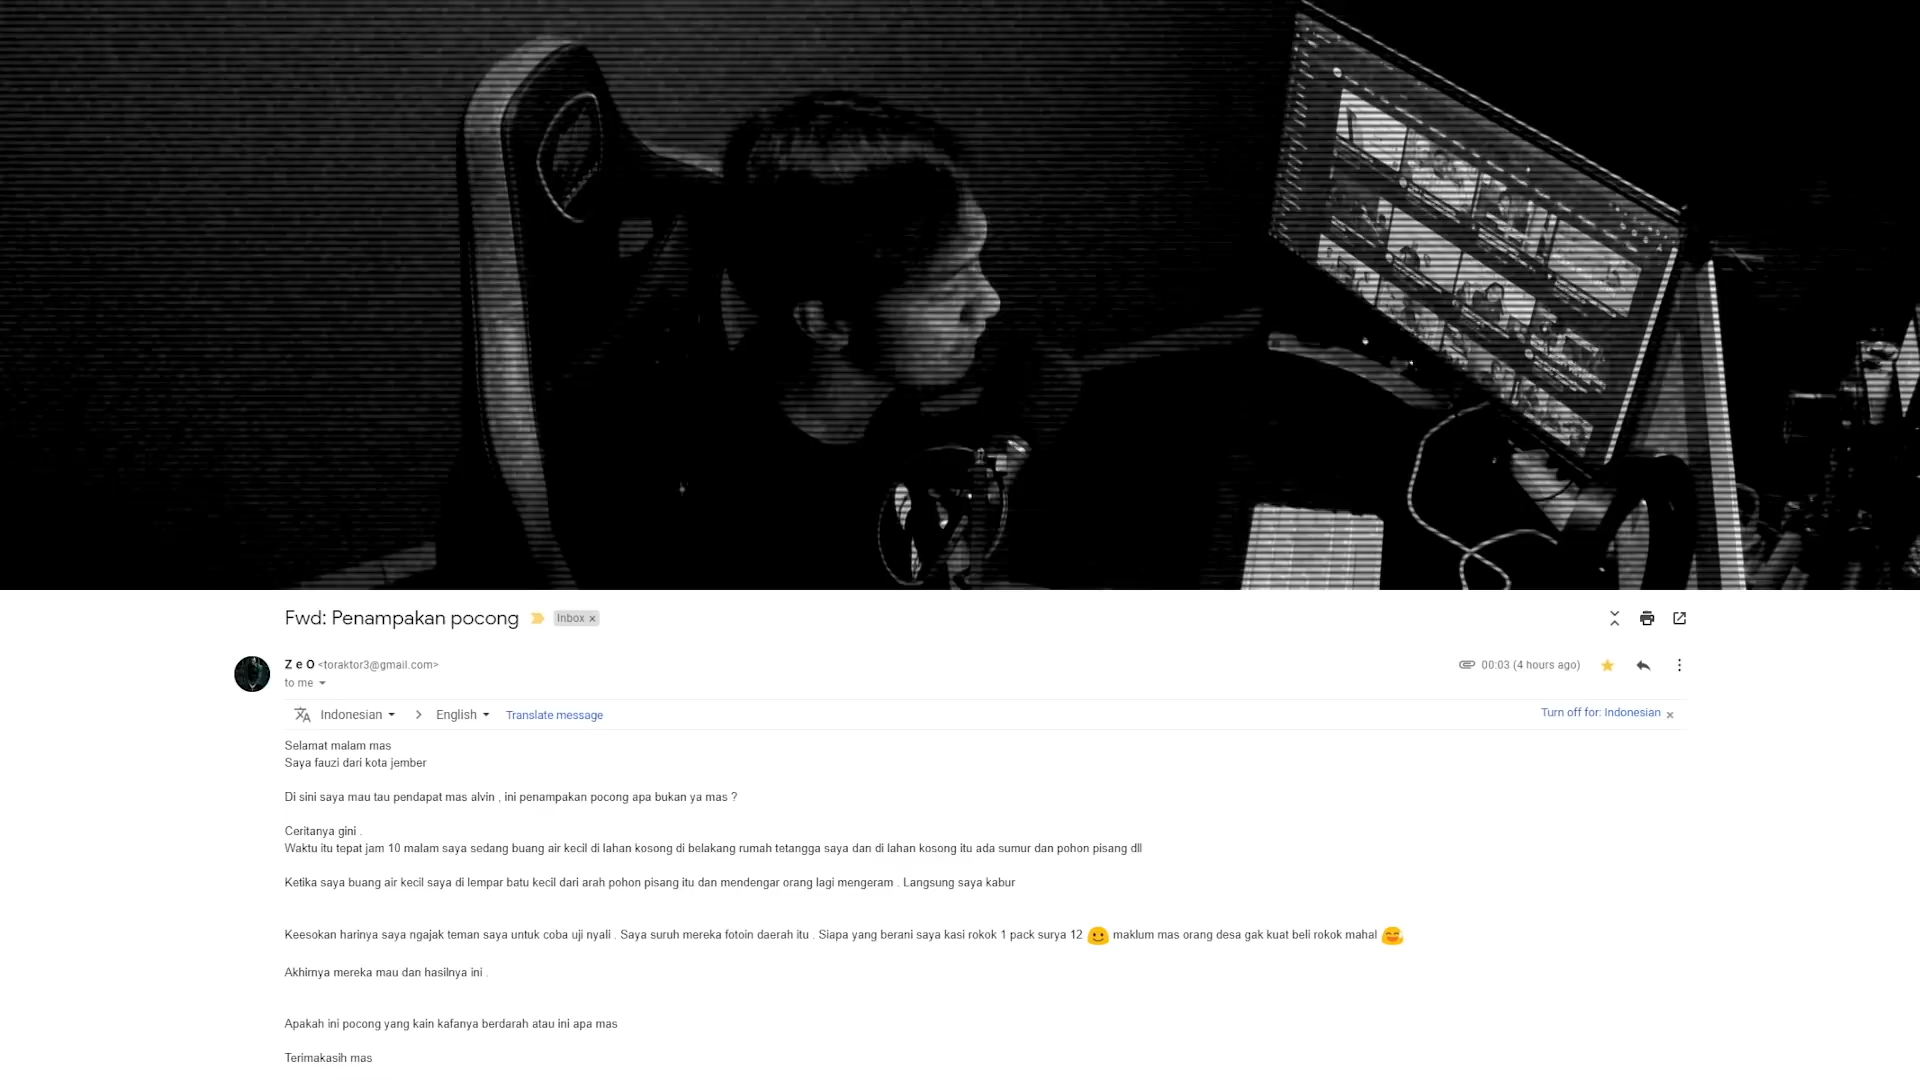 Fwd: Penampakan pocong Inbox ×
Z e O <toraktor3@gmail.com> 00:03 (4 hours ago)
to me
Indonesian > English Translate message Turn off for: Indonesian ×
Selamat malam mas
Saya fauzi dari kota jember
Di sini saya mau tau pendapat mas alvin , ini penampakan pocong apa bukan ya mas ?
Ceritanya gini .
Waktu itu tepat jam 10 malam saya sedang buang air kecil di lahan kosong di belakang rumah tetangga saya dan di lahan kosong itu ada sumur dan pohon pisang dll
Ketika saya buang air kecil saya di lempar batu kecil dari arah pohon pisang itu dan mendengar orang lagi mengeram . Langsung saya kabur
Keesokan harinya saya ngajak teman saya untuk coba uji nyali . Saya suruh mereka fotoin daerah itu . Siapa yang berani saya kasi rokok 1 pack surya 12 🙂 maklum mas orang desa gak kuat beli rokok mahal 😅
Akhirnya mereka mau dan hasilnya ini .
Apakah ini pocong yang kain kafanya berdarah atau ini apa mas
Terimakasih mas